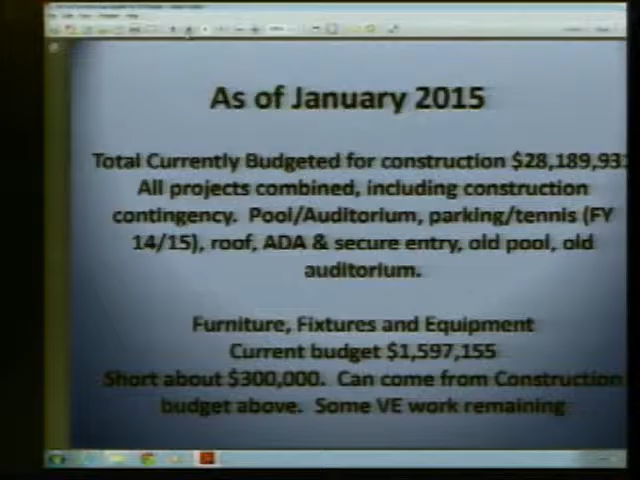 As of January 2015
Total Currently Budgeted for construction $28,189,93
All projects combined, including construction
contingency. Pool/Auditorium, parking/tennis (FY
14/15), roof, ADA & secure entry, old pool, old
auditorium.
Furniture, Fixtures and Equipment
Current budget $1,597,155
Short about $300,000. Can come from Construction
budget above. Some VE work remaining